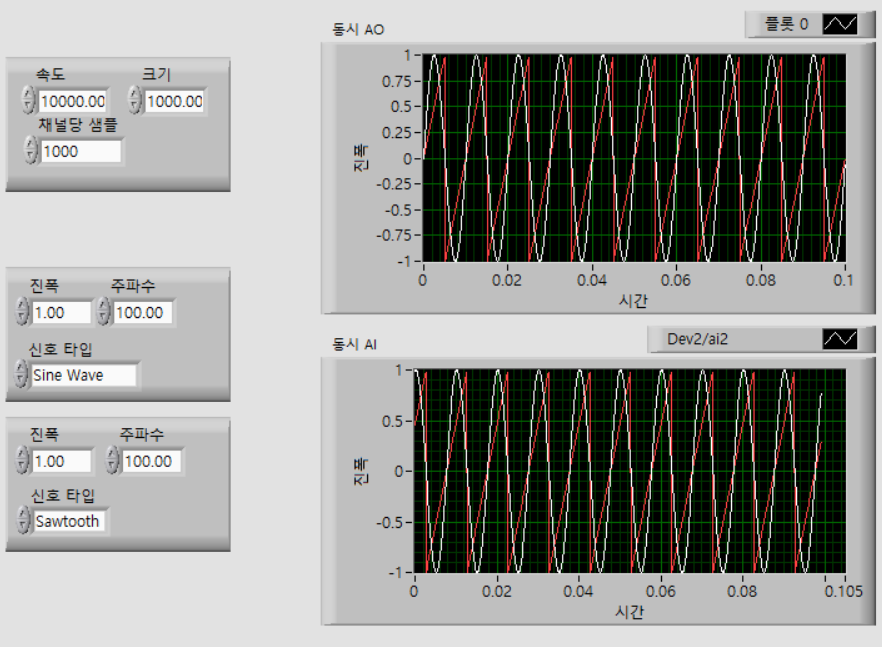 동시 AO
플롯 0
속도 크기
10000.00 1000.00
채널당 샘플
1000
진폭
1
0.75
0.5
0.25
0
-0.25
-0.5
-0.75
-1
0 0.02 0.04 0.06 0.08 0.1
시간
진폭 주파수
1.00 100.00
신호 타입
Sine Wave
진폭 주파수
1.00 100.00
신호 타입
Sawtooth
동시 AI
Dev2/ai2
진폭
1
0.5
0
-0.5
-1
0 0.02 0.04 0.06 0.08 0.105
시간